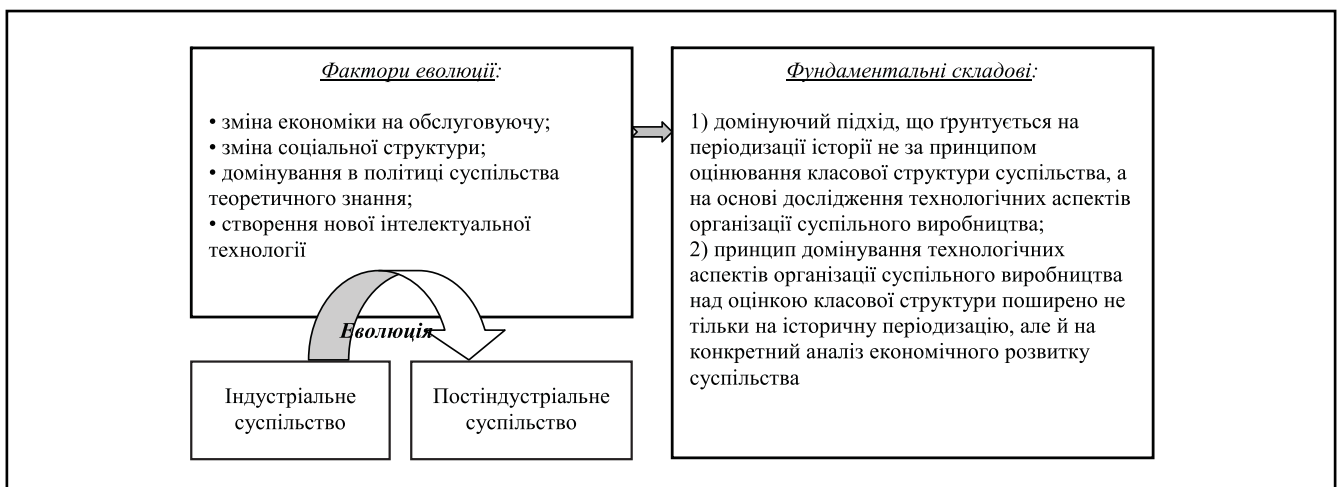 Фактори еволюції:
• зміна економіки на обслуговуючу;
• зміна соціальної структури;
• домінування в політиці суспільства
теоретичного знання;
• створення нової інтелектуальної
технології
Еволюція
Індустріальне
суспільство
Постіндустріальне
суспільство
Фундаментальні складові:
1) домінуючий підхід, що ґрунтується на
періодизації історії не за принципом
оцінювання класової структури суспільства, а
на основі дослідження технологічних аспектів
організації суспільного виробництва;
2) принцип домінування технологічних
аспектів організації суспільного виробництва
над оцінкою класової структури поширено не
тільки на історичну періодизацію, але й на
конкретний аналіз економічного розвитку
суспільства